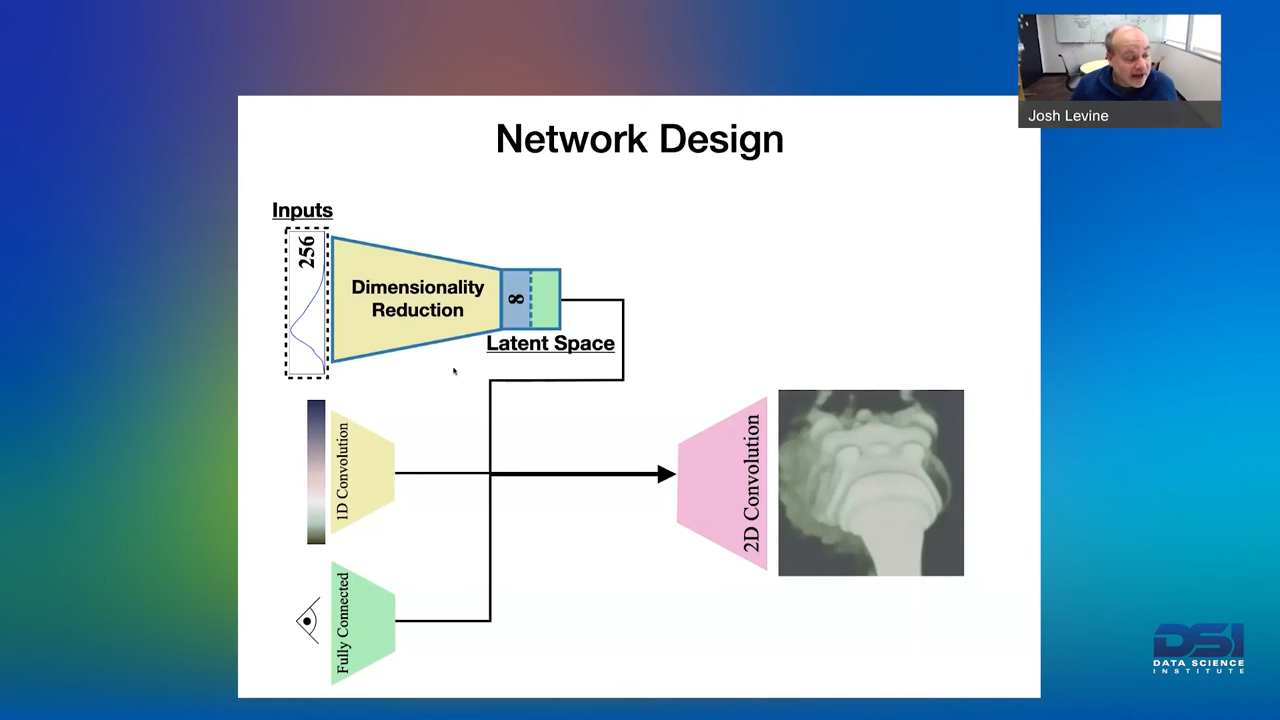 Josh Levine
Network Design
Inputs
256
Dimensionality
Reduction
8
Latent Space
1D Convolution
2D Convolution
Fully Connected
DSI
DATA SCIENCE
INSTITUTE